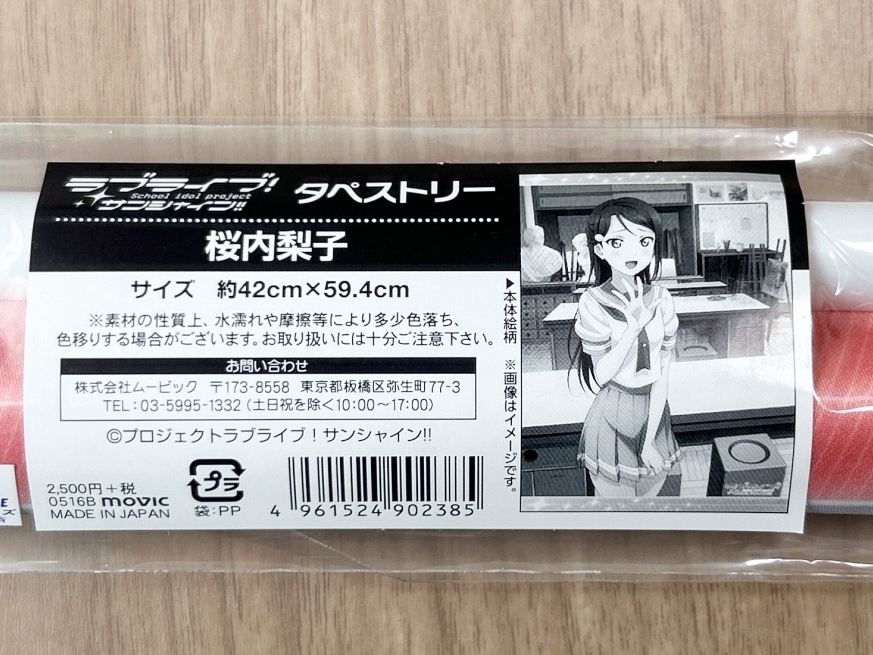 ラブライブ!
School idol project
サンシャイン!!
タペストリー
桜内梨子
サイズ 約42cm×59.4cm
※素材の性質上、水濡れや摩擦等により多少色落ち、
色移りする場合がございます。お取り扱いには十分ご注意下さい。
お問い合わせ
株式会社ムービック 〒173-8558 東京都板橋区弥生町77-3
TEL:03-5995-1332(土日祝を除く10:00〜17:00)
©プロジェクトラブライブ!サンシャイン!!
2,500円+税
0516B movic
MADE IN JAPAN
プラ
袋:PP
4 961524 902385
▶本体絵柄 ※画像はイメージです。